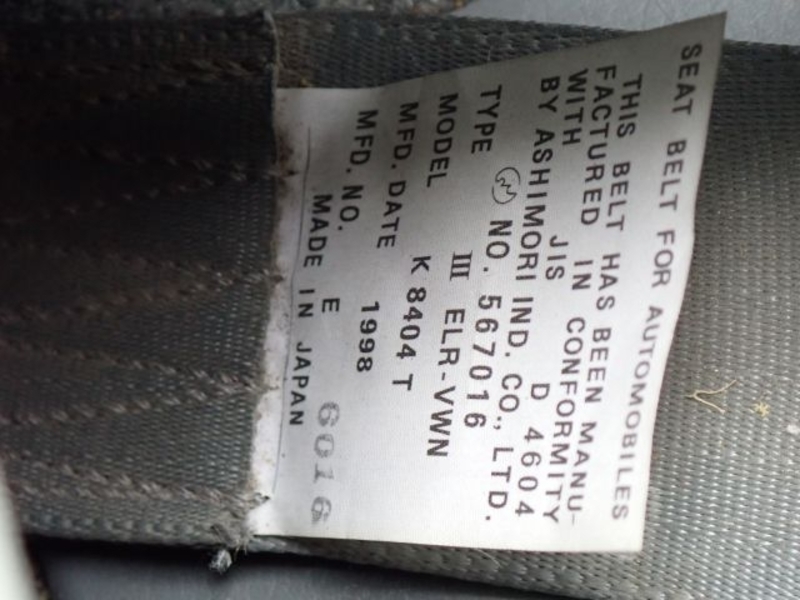 SEAT BELT FOR AUTOMOBILES
THIS BELT HAS BEEN MANU-
FACTURED IN CONFORMITY
WITH JIS D 4604
BY ASHIMORI IND. CO., LTD.
NO. 567016
TYPE III ELR-VWN
MODEL K 8404 T
MFD. DATE 1998
MFD. NO. E 6016
MADE IN JAPAN